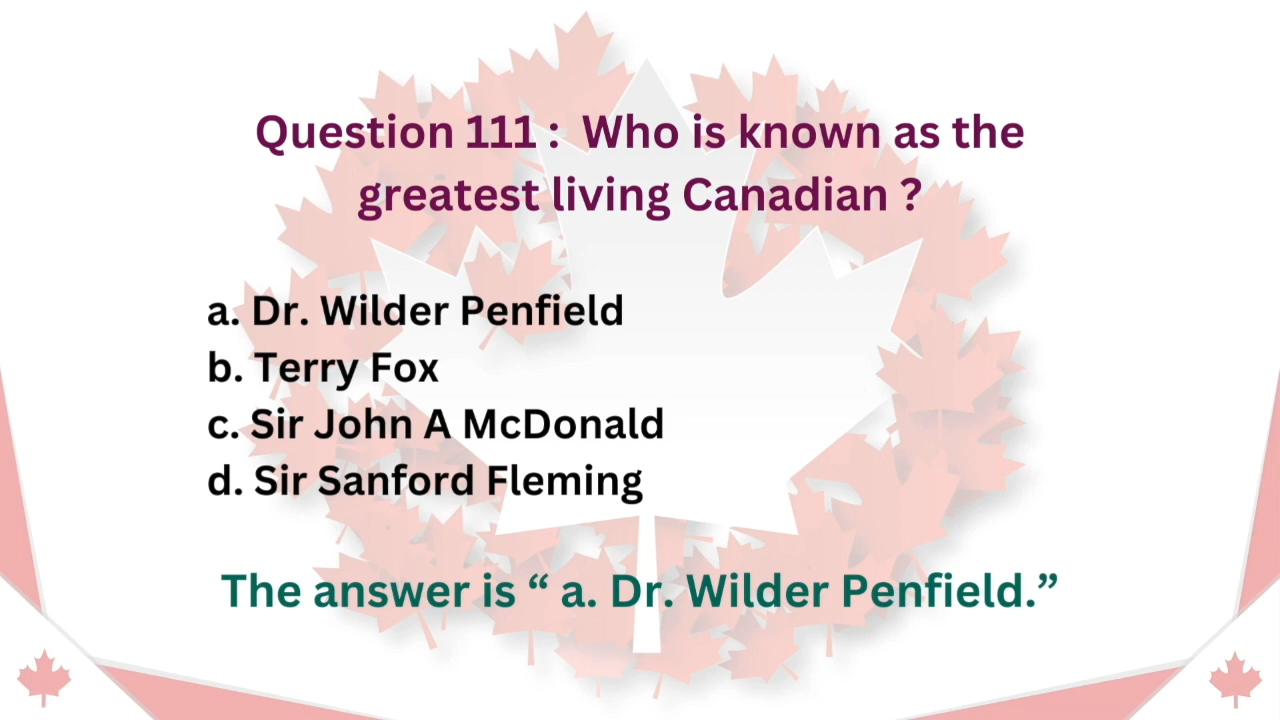 Question 111 :  Who is known as the
greatest living Canadian ?
a. Dr. Wilder Penfield
b. Terry Fox
c. Sir John A McDonald
d. Sir Sanford Fleming
The answer is “ a. Dr. Wilder Penfield.”